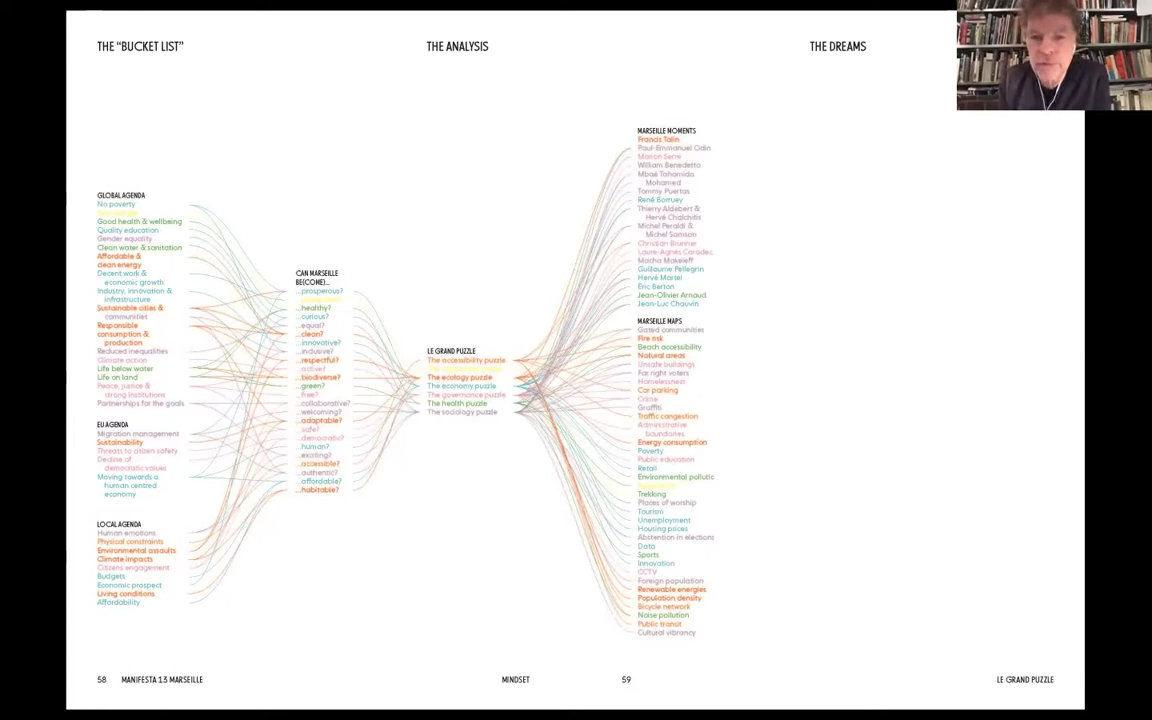 THE “BUCKET LIST”
THE ANALYSIS
THE DREAMS
GLOBAL AGENDA
No poverty
Good health & wellbeing
Quality education
Gender equality
Clean water & sanitation
Affordable &
clean energy
Decent work &
economic growth
Industry, innovation &
infrastructure
Sustainable cities &
communities
Responsible
consumption &
production
Reduced inequalities
Climate action
Life below water
Life on land
Peace, justice &
strong institutions
Partnerships for the goals
EU AGENDA
Migration management
Sustainability
Threats to citizen safety
Decline of
democratic values
Moving towards a
human centred
economy
LOCAL AGENDA
Human emotions
Physical constraints
Environmental assaults
Climate impacts
Citizens engagement
Budgets
Economic prospect
Living conditions
Affordability
CAN MARSEILLE
BE(COME)...
...prosperous?
...healthy?
...curious?
...equal?
...clean?
...innovative?
...inclusive?
...respectful?
...active?
...biodiverse?
...green?
...free?
...collaborative?
...welcoming?
...adaptable?
...safe?
...democratic?
...human?
...exciting?
...accessible?
...authentic?
...affordable?
...habitable?
LE GRAND PUZZLE
The accessibility puzzle
The ecology puzzle
The economy puzzle
The governance puzzle
The health puzzle
The sociology puzzle
MARSEILLE MOMENTS
Francis Talin
Paul-Emmanuel Odin
Marion Serre
William Benedetto
Mbaé Tahamida
Mohamed
Tommy Puertas
René Borruey
Thierry Aldebert &
Hervé Chalchitis
Michel Peraldi &
Michel Samson
Christian Brunner
Laure-Agnès Caradec
Macha Makeïeff
Guillaume Pellegrin
Hervé Martel
Éric Berton
Jean-Olivier Arnaud
Jean-Luc Chauvin
MARSEILLE MAPS
Gated communities
Fire risk
Beach accessibility
Natural areas
Unsafe buildings
Far right voters
Homelessness
Car parking
Crime
Graffiti
Traffic congestion
Administrative
boundaries
Energy consumption
Poverty
Public education
Retail
Environmental pollutic
Trekking
Places of worship
Tourism
Unemployment
Housing prices
Abstention in elections
Data
Sports
Innovation
CCTV
Foreign population
Renewable energies
Population density
Bicycle network
Noise pollution
Public transit
Cultural vibrancy
58
MANIFESTA 13 MARSEILLE
MINDSET
59
LE GRAND PUZZLE